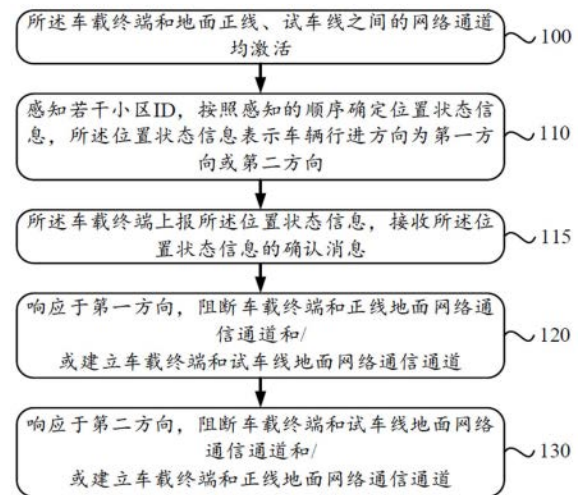 所述车载终端和地面正线、试车线之间的网络通道
均激活
100
感知若干小区ID，按照感知的顺序确定位置状态信
息，所述位置状态信息表示车辆行进方向为第一方
向或第二方向
110
所述车载终端上报所述位置状态信息，接收所述位
置状态信息的确认消息
115
响应于第一方向，阻断车载终端和正线地面网络通
信通道和/
或建立车载终端和试车线地面网络通信通道
120
响应于第二方向，阻断车载终端和试车线地面网络
通信通道和/
或建立车载终端和正线地面网络通信通道
130